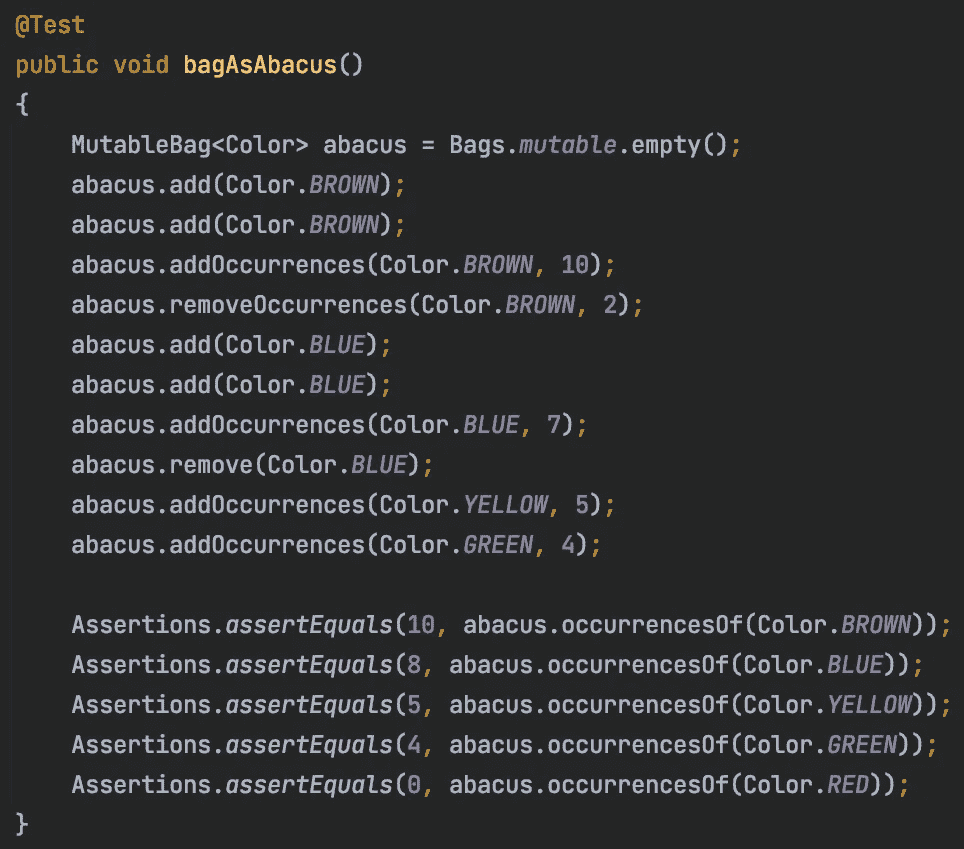 @Test
public void bagAsAbacus()
{
    MutableBag<Color> abacus = Bags.mutable.empty();
    abacus.add(Color.BROWN);
    abacus.add(Color.BROWN);
    abacus.addOccurrences(Color.BROWN, 10);
    abacus.removeOccurrences(Color.BROWN, 2);
    abacus.add(Color.BLUE);
    abacus.add(Color.BLUE);
    abacus.addOccurrences(Color.BLUE, 7);
    abacus.remove(Color.BLUE);
    abacus.addOccurrences(Color.YELLOW, 5);
    abacus.addOccurrences(Color.GREEN, 4);

    Assertions.assertEquals(10, abacus.occurrencesOf(Color.BROWN));
    Assertions.assertEquals(8, abacus.occurrencesOf(Color.BLUE));
    Assertions.assertEquals(5, abacus.occurrencesOf(Color.YELLOW));
    Assertions.assertEquals(4, abacus.occurrencesOf(Color.GREEN));
    Assertions.assertEquals(0, abacus.occurrencesOf(Color.RED));
}